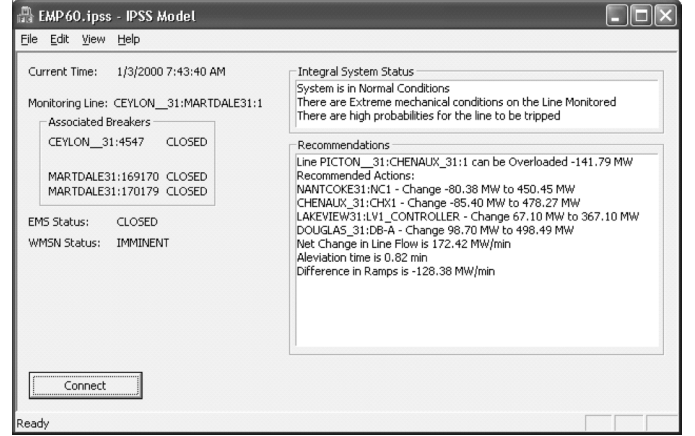 EMP60.ipss - IPSS Model
File Edit View Help
Current Time: 1/3/2000 7:43:40 AM
Monitoring Line: CEYLON__31:MARTDALE31:1
Associated Breakers
CEYLON__31:4547 CLOSED
MARTDALE31:169170 CLOSED
MARTDALE31:170179 CLOSED
EMS Status: CLOSED
WMSN Status: IMMINENT
Connect
Integral System Status
System is in Normal Conditions
There are Extreme mechanical conditions on the Line Monitored
There are high probabilities for the line to be tripped
Recommendations
Line PICTON__31:CHENAUX_31:1 can be Overloaded -141.79 MW
Recommended Actions:
NANTCOKE31:NC1 - Change -80.38 MW to 450.45 MW
CHENAUX_31:CHX1 - Change -85.40 MW to 478.27 MW
LAKEVIEW31:LV1_CONTROLLER - Change 67.10 MW to 367.10 MW
DOUGLAS_31:DB-A - Change 98.70 MW to 498.49 MW
Net Change in Line Flow is 172.42 MW/min
Aleviation time is 0.82 min
Difference in Ramps is -128.38 MW/min
Ready